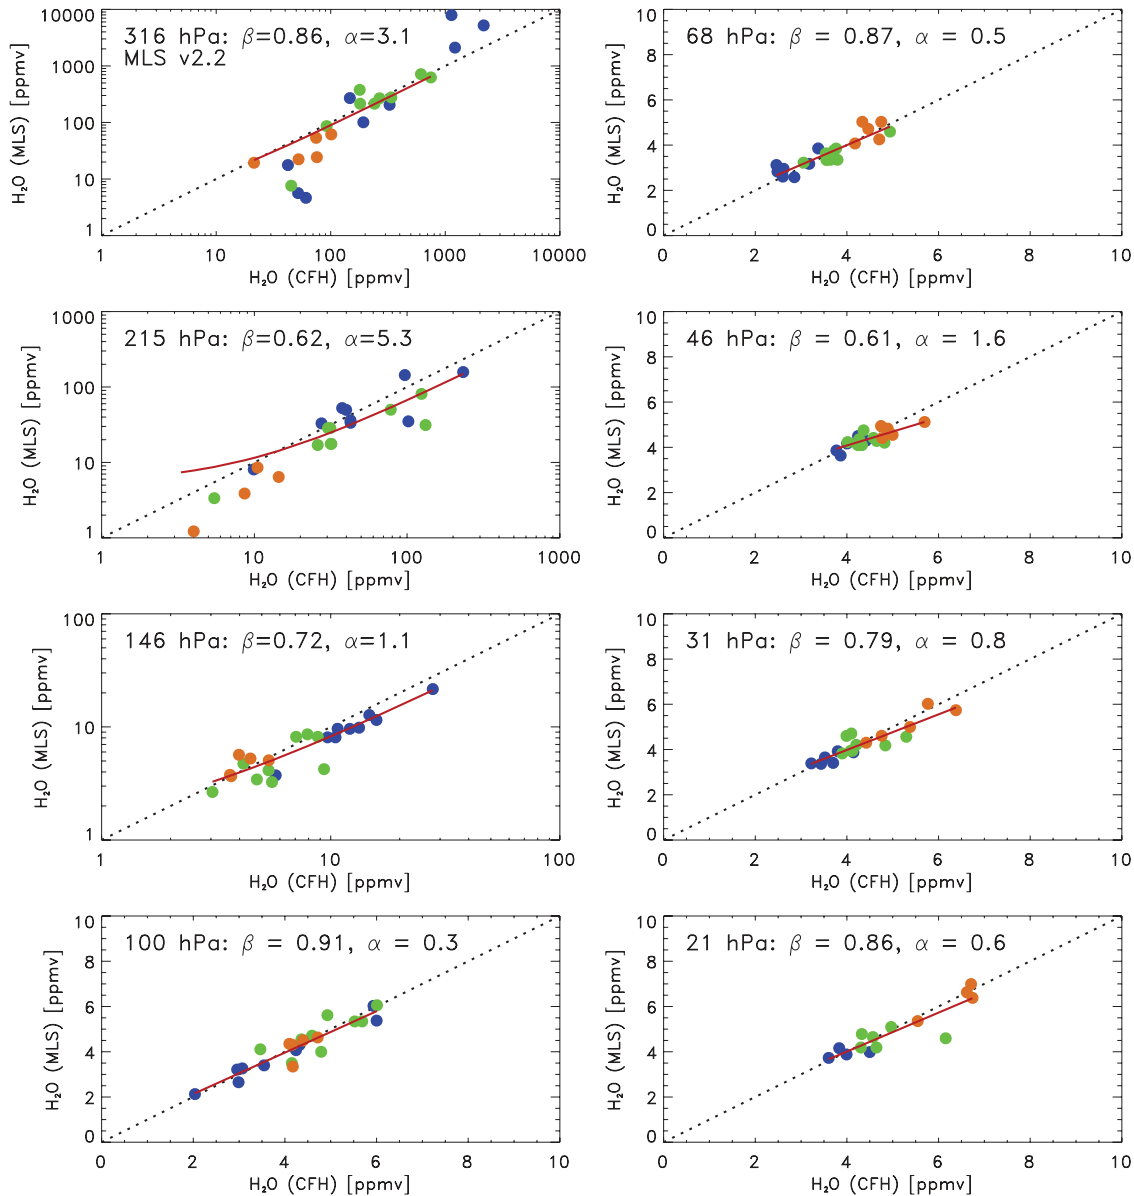 10000
1000
100
10
1
H₂O (MLS) [ppmv]
316 hPa: β=0.86, α=3.1
MLS v2.2
1 10 100 1000 10000
H₂O (CFH) [ppmv]
10
8
6
4
2
0
H₂O (MLS) [ppmv]
68 hPa: β = 0.87, α = 0.5
0 2 4 6 8 10
H₂O (CFH) [ppmv]
1000
100
10
1
H₂O (MLS) [ppmv]
215 hPa: β=0.62, α=5.3
1 10 100 1000
H₂O (CFH) [ppmv]
10
8
6
4
2
0
H₂O (MLS) [ppmv]
46 hPa: β = 0.61, α = 1.6
0 2 4 6 8 10
H₂O (CFH) [ppmv]
100
10
1
H₂O (MLS) [ppmv]
146 hPa: β=0.72, α=1.1
1 10 100
H₂O (CFH) [ppmv]
10
8
6
4
2
0
H₂O (MLS) [ppmv]
31 hPa: β = 0.79, α = 0.8
0 2 4 6 8 10
H₂O (CFH) [ppmv]
10
8
6
4
2
0
H₂O (MLS) [ppmv]
100 hPa: β = 0.91, α = 0.3
0 2 4 6 8 10
H₂O (CFH) [ppmv]
10
8
6
4
2
0
H₂O (MLS) [ppmv]
21 hPa: β = 0.86, α = 0.6
0 2 4 6 8 10
H₂O (CFH) [ppmv]